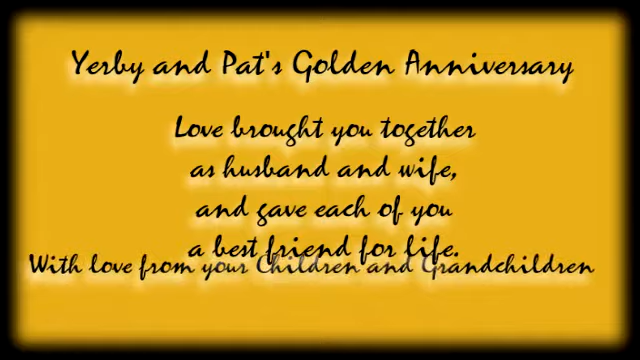 Yerby and Pat's Golden Anniversary
Love brought you together
as husband and wife,
and gave each of you
a best friend for life.
With love from your Children and Grandchildren